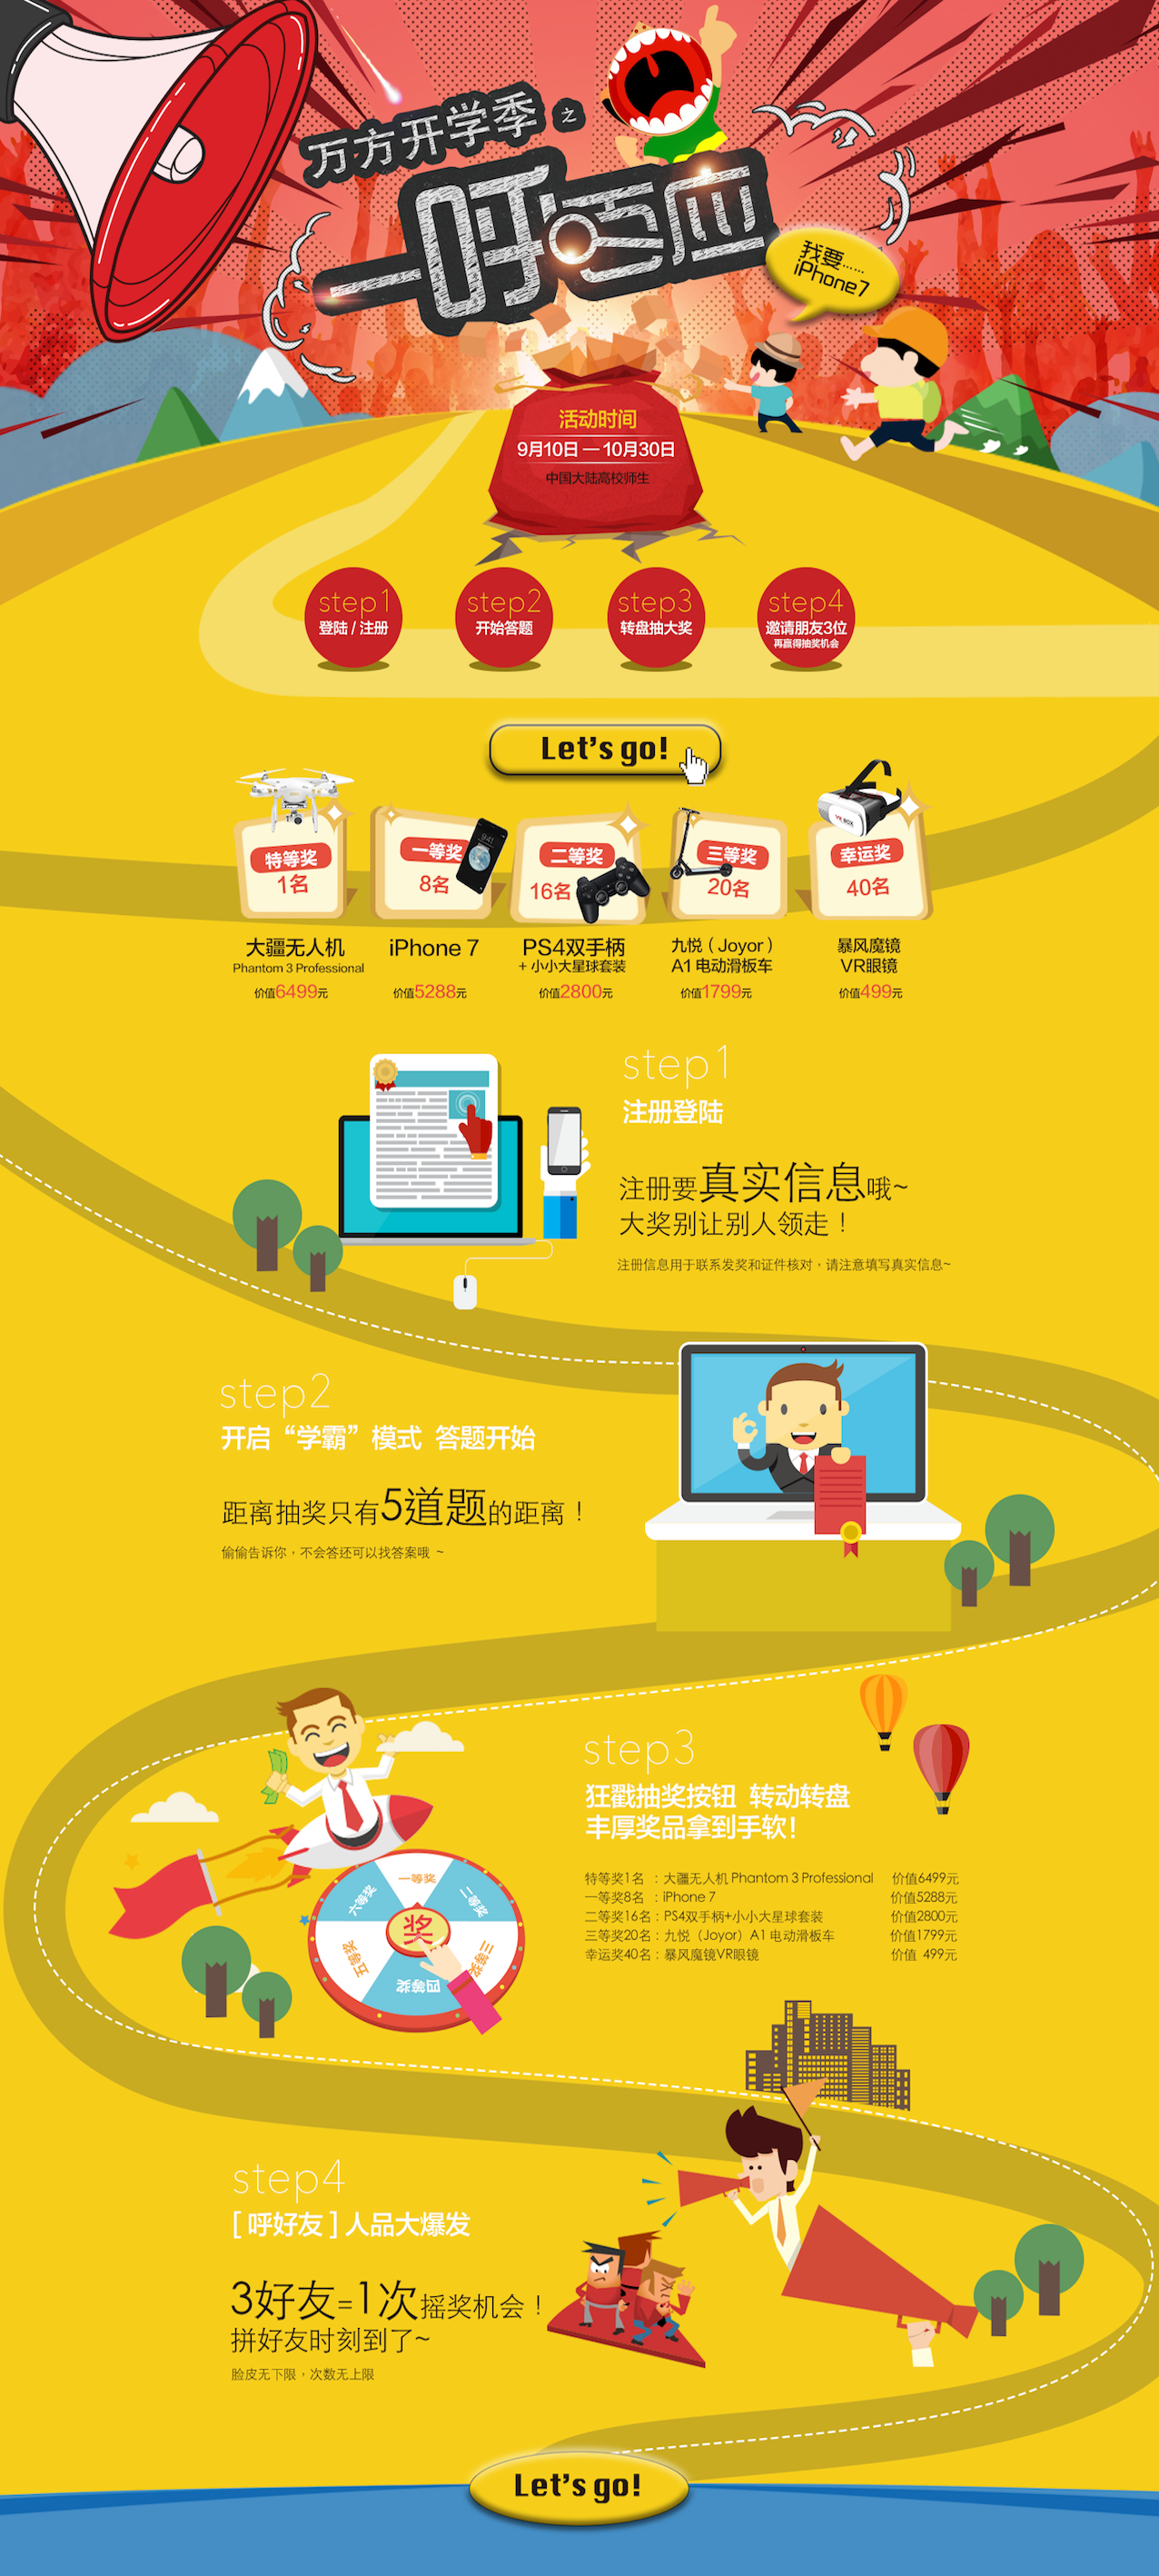 万方开学季之
一呼百应
我要……
iPhone7
活动时间
9月10日 — 10月30日
中国大陆高校师生
step1
登陆 / 注册
step2
开始答题
step3
转盘抽大奖
step4
邀请朋友3位
再赢得抽奖机会
Let's go!
特等奖
1名
大疆无人机
Phantom 3 Professional
价值6499元
9:41
一等奖
8名
iPhone 7
价值5288元
二等奖
16名
PS4双手柄
+ 小小大星球套装
价值2800元
三等奖
20名
九悦（Joyor）
A1 电动滑板车
价值1799元
VR BOX
幸运奖
40名
暴风魔镜
VR眼镜
价值499元
step1
注册登陆
注册要真实信息哦~
大奖别让别人领走！
注册信息用于联系发奖和证件核对，请注意填写真实信息~
step2
开启“学霸”模式 答题开始
距离抽奖只有5道题的距离！
偷偷告诉你，不会答还可以找答案哦 ~
step3
狂戳抽奖按钮 转动转盘
丰厚奖品拿到手软！
特等奖1名 ：大疆无人机 Phantom 3 Professional 价值6499元
一等奖8名 ：iPhone 7 价值5288元
二等奖16名：PS4双手柄+小小大星球套装 价值2800元
三等奖20名：九悦（Joyor）A1 电动滑板车 价值1799元
幸运奖40名：暴风魔镜VR眼镜 价值 499元
一等奖
二等奖
三等奖
四等奖
五等奖
六等奖
奖
step4
[ 呼好友 ] 人品大爆发
3好友=1次摇奖机会！
拼好友时刻到了~
脸皮无下限，次数无上限
Let's go!